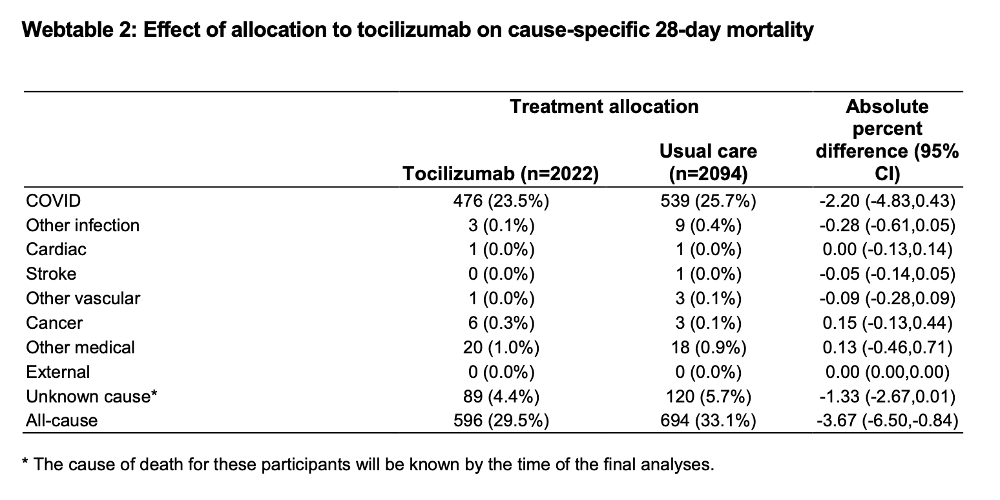 Webtable 2: Effect of allocation to tocilizumab on cause-specific 28-day mortality
Treatment allocation Absolute
percent
Usual care difference (95%
Tocilizumab (n=2022) (n=2094) CI)
COVID 476 (23.5%) 539 (25.7%) -2.20 (-4.83,0.43)
Other infection 3 (0.1%) 9 (0.4%) -0.28 (-0.61,0.05)
Cardiac 1 (0.0%) 1 (0.0%) 0.00 (-0.13,0.14)
Stroke 0 (0.0%) 1 (0.0%) -0.05 (-0.14,0.05)
Other vascular 1 (0.0%) 3 (0.1%) -0.09 (-0.28,0.09)
Cancer 6 (0.3%) 3 (0.1%) 0.15 (-0.13,0.44)
Other medical 20 (1.0%) 18 (0.9%) 0.13 (-0.46,0.71)
External 0 (0.0%) 0 (0.0%) 0.00 (0.00,0.00)
Unknown cause* 89 (4.4%) 120 (5.7%) -1.33 (-2.67,0.01)
All-cause 596 (29.5%) 694 (33.1%) -3.67 (-6.50,-0.84)
* The cause of death for these participants will be known by the time of the final analyses.